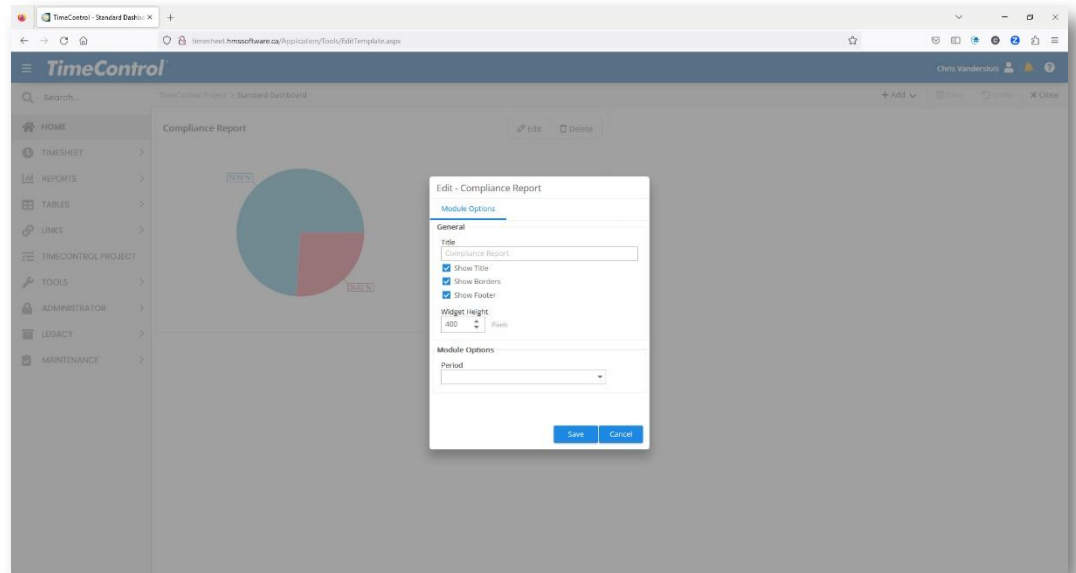 TimeControl - Standard Dashbo
timesheet.hmssoftware.ca/Application/Tools/EditTemplate.aspx
TimeControl
Chris Vandersluis
Search..
TimeControl Project > Standard Dashboard
+ Add
Save
Undo
X Close
HOME
TIMESHEET
REPORTS
TABLES
LINKS
TIMECONTROL PROJECT
TOOLS
ADMINISTRATOR
LEGACY
MAINTENANCE
Compliance Report
Edit
Delete
Edit - Compliance Report
Module Options
General
Title
Compliance Report
Show Title
Show Borders
Show Footer
Widget Height
400
Pixels
Module Options
Period
Save
Cancel